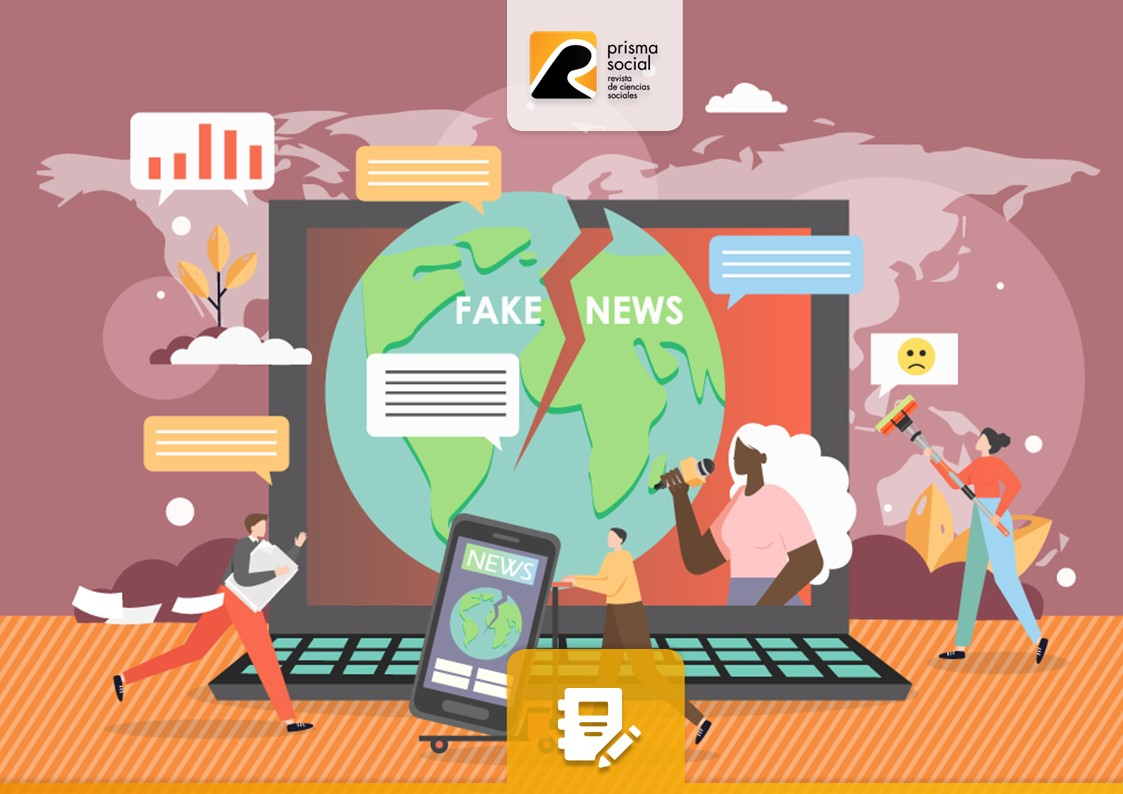 prisma
social
revista
de ciencias
sociales
FAKE NEWS
NEWS